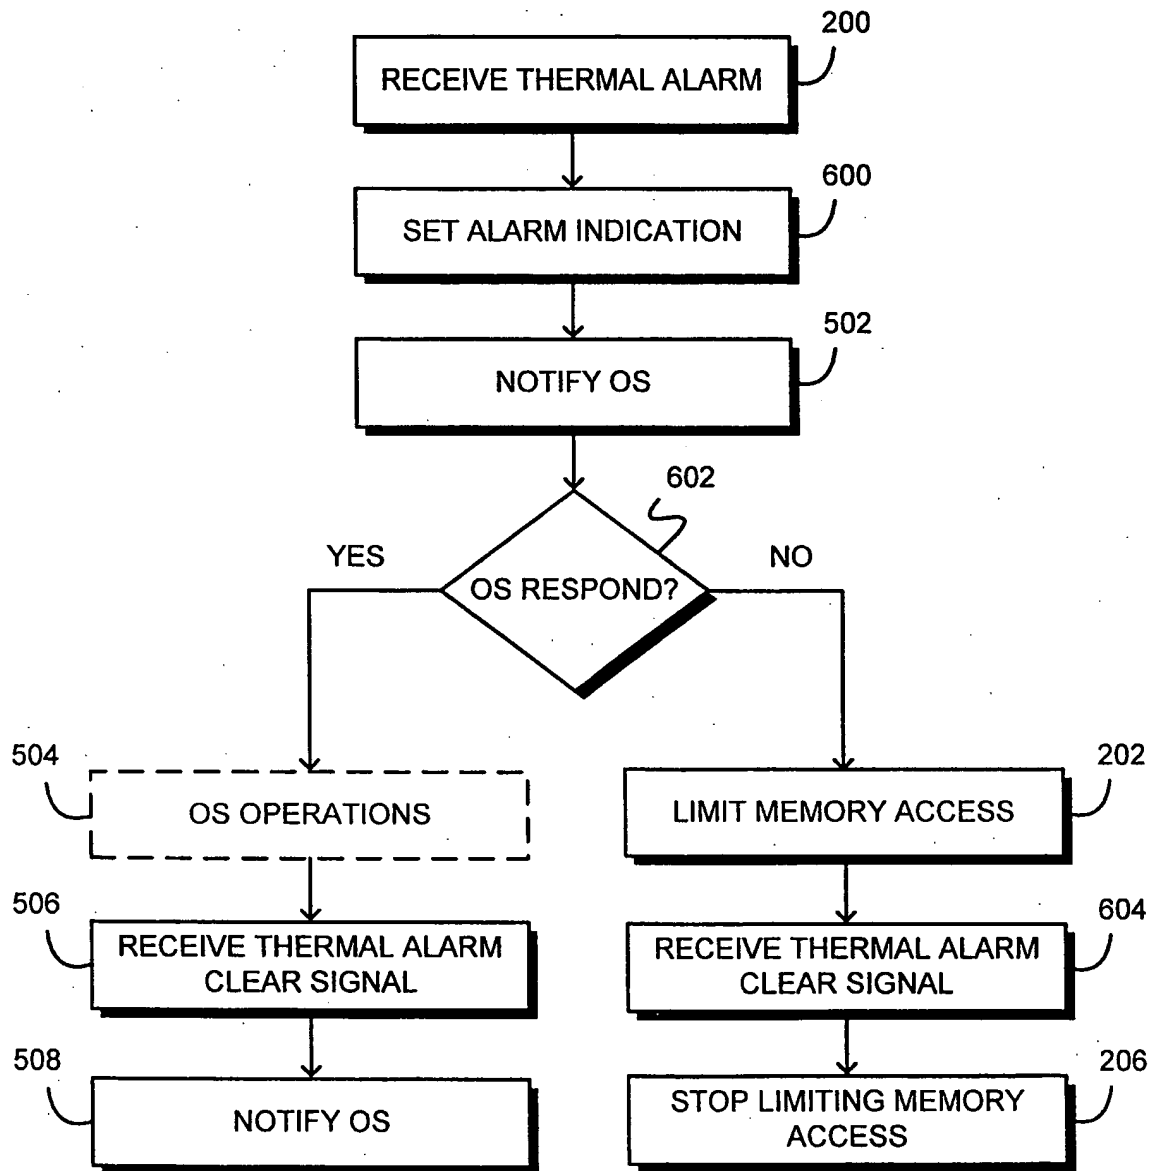 200
RECEIVE THERMAL ALARM
600
SET ALARM INDICATION
502
NOTIFY OS
602
YES
NO
OS RESPOND?
504
OS OPERATIONS
202
LIMIT MEMORY ACCESS
506
RECEIVE THERMAL ALARM
CLEAR SIGNAL
604
RECEIVE THERMAL ALARM
CLEAR SIGNAL
508
NOTIFY OS
206
STOP LIMITING MEMORY
ACCESS